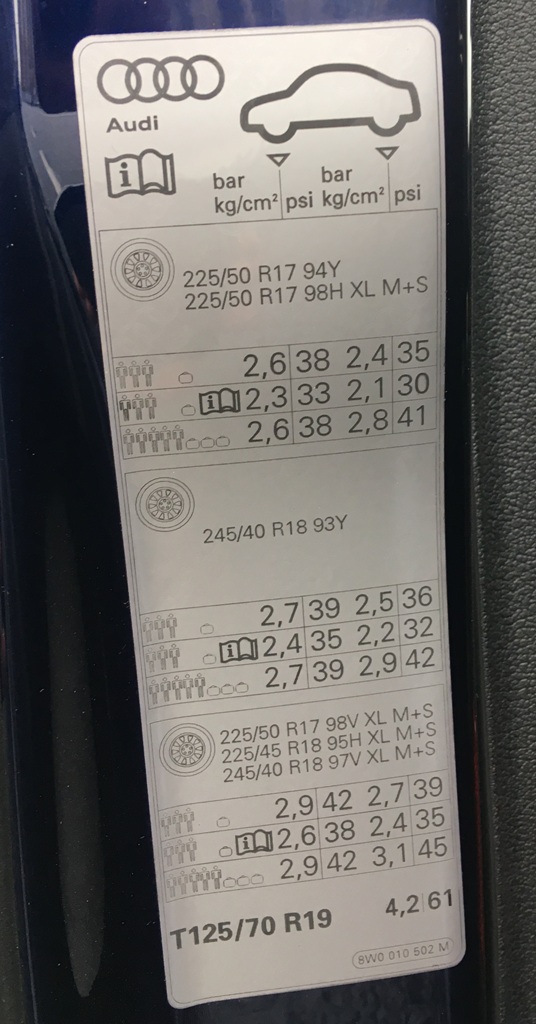 Audi
bar bar
kg/cm² psi kg/cm² psi
225/50 R17 94Y
225/50 R17 98H XL M+S
2,6 38 2,4 35
i 2,3 33 2,1 30
2,6 38 2,8 41
245/40 R18 93Y
2,7 39 2,5 36
i 2,4 35 2,2 32
2,7 39 2,9 42
225/50 R17 98V XL M+S
225/45 R18 95H XL M+S
245/40 R18 97V XL M+S
2,9 42 2,7 39
i 2,6 38 2,4 35
2,9 42 3,1 45
T125/70 R19 4,2 61
8W0 010 502 M